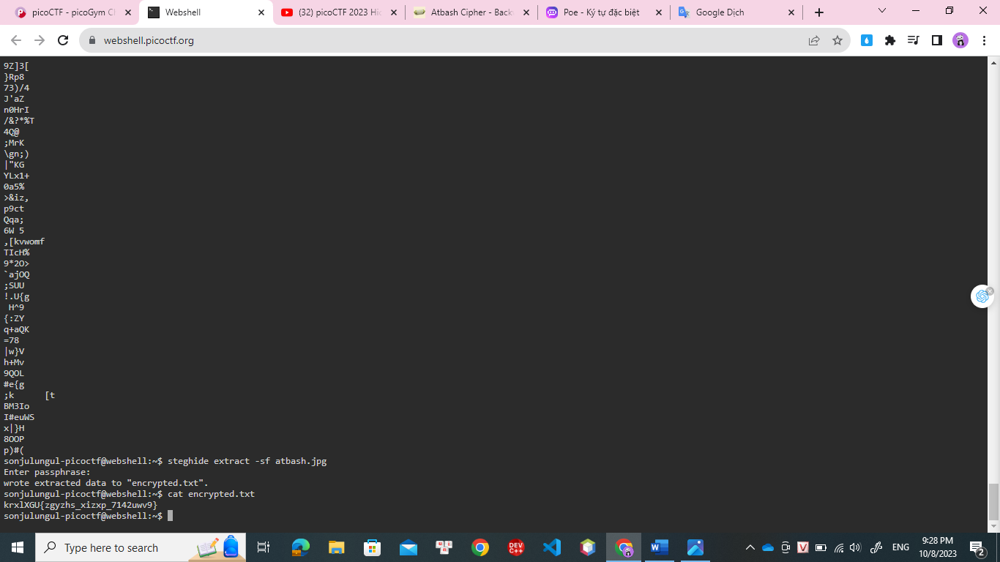 picoCTF - picoGym Cl
Webshell
(32) picoCTF 2023 Hid
Atbash Cipher - Back
Poe - Ký tự đặc biệt
Google Dịch
webshell.picoctf.org
9Z]3[
}Rp8
73)/4
J'aZ
n0HrI
/&?*%T
4Q@
;MrK
\gn;)
|"KG
YLx1+
0a5%
>&iz,
p9ct
Qqa;
6W 5
,[kvwomf
TIcH%
9*2O>
`ajOQ
;SUU
!.U{g
 H^9
{:ZY
q+aQK
=78
|w}V
h+Mv
9QOL
#e{g
;k      [t
BM3Io
I#euWS
x|}H
8OOP
p)#(
sonjulungul-picoctf@webshell:~$ steghide extract -sf atbash.jpg
Enter passphrase:
wrote extracted data to "encrypted.txt".
sonjulungul-picoctf@webshell:~$ cat encrypted.txt
krxlXGU{zgyzhs_xizxp_7142uwv9}
sonjulungul-picoctf@webshell:~$
Type here to search
DEV
C++
ENG
9:28 PM
10/8/2023
2